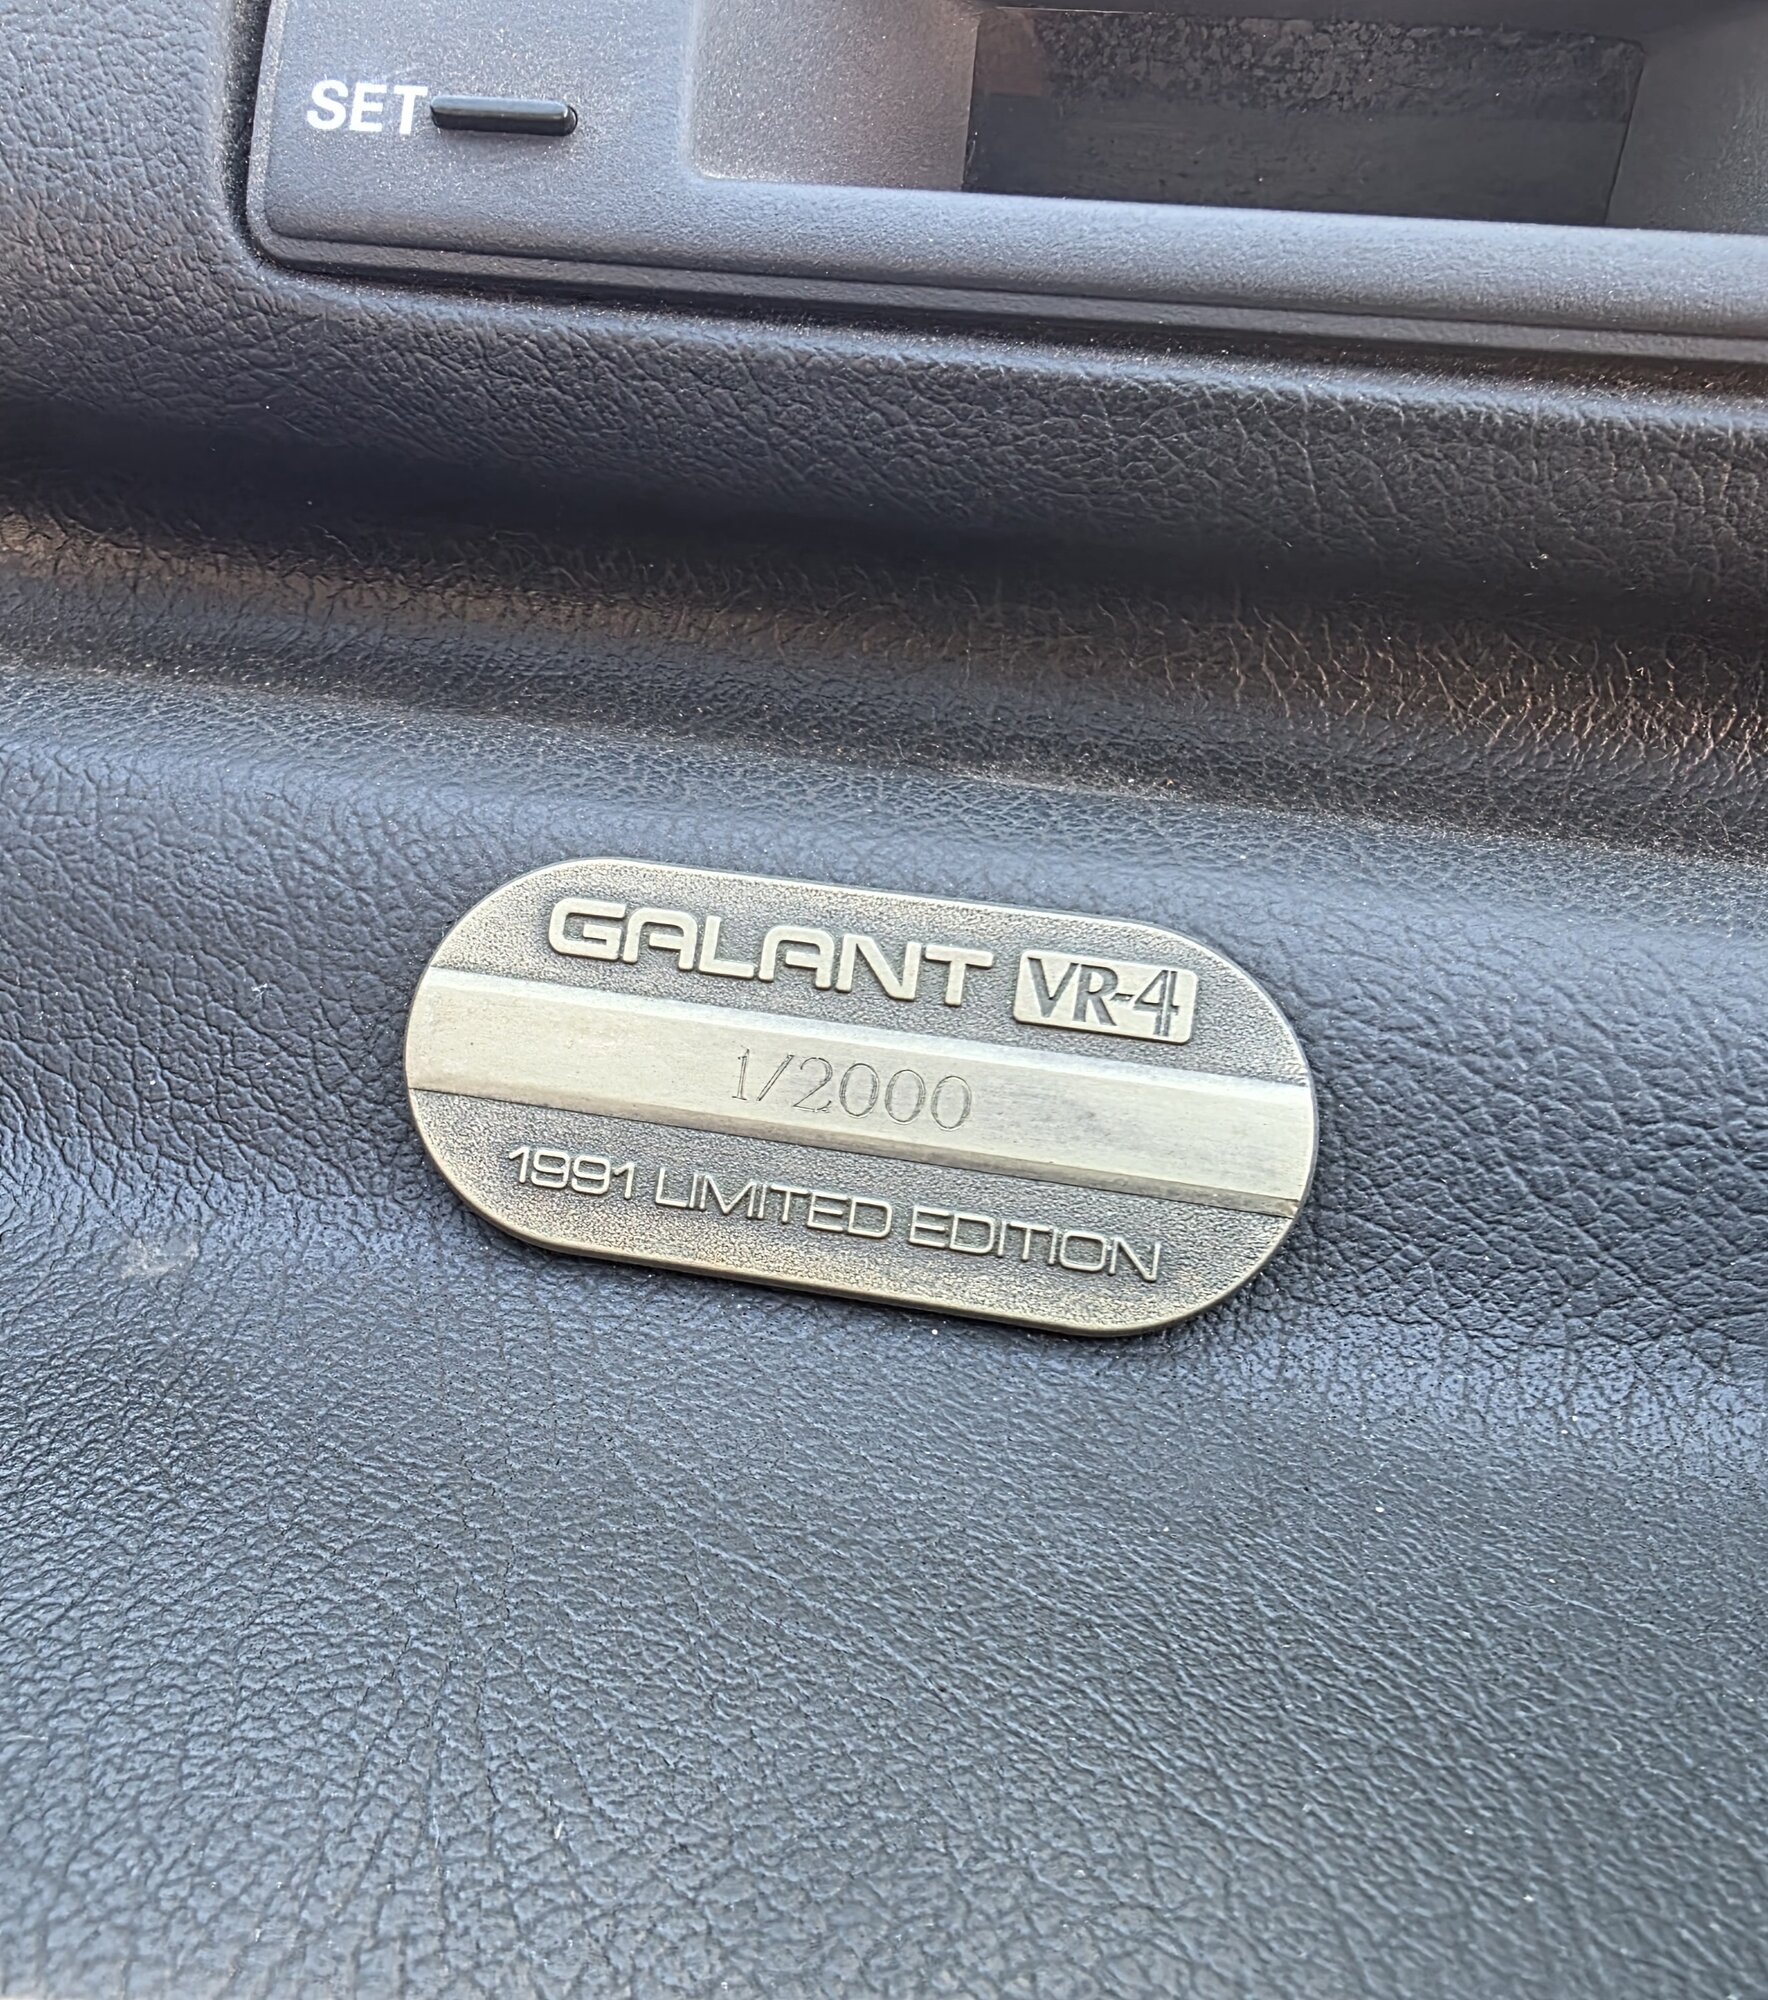 SET
GALANT VR-4
1/2000
1991 LIMITED EDITION